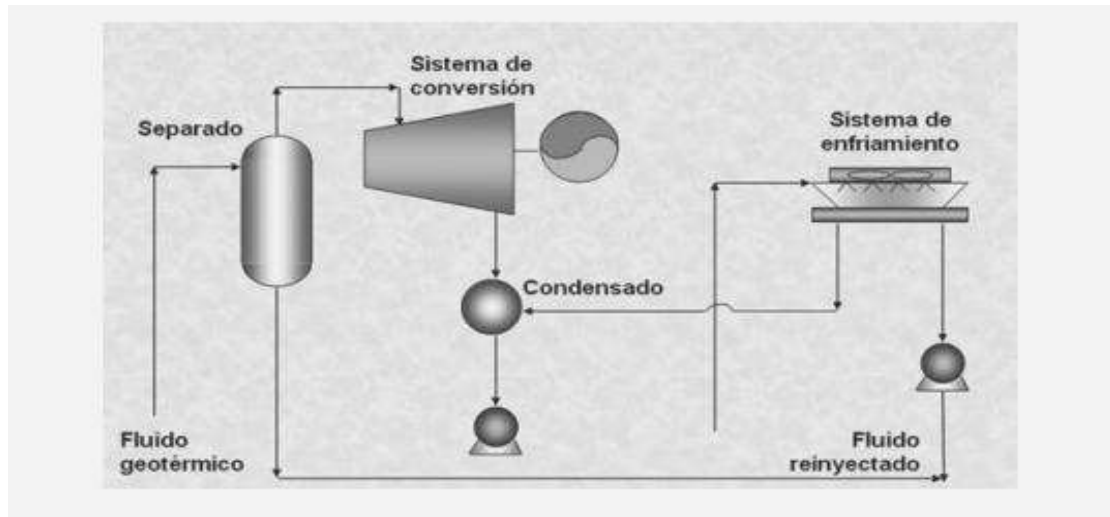 Sistema de
conversión
Separado
Sistema de
enfriamiento
Condensado
Fluido
geotérmico
Fluido
reinyectado